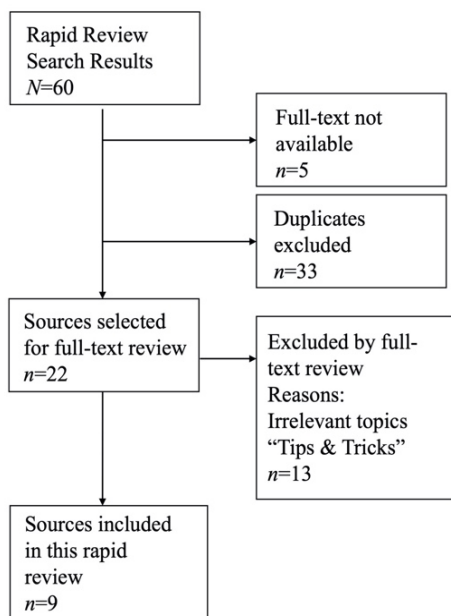 Rapid Review
Search Results
N=60
Full-text not
available
n=5
Duplicates
excluded
n=33
Sources selected
for full-text review
n=22
Excluded by full-
text review
Reasons:
Irrelevant topics
“Tips & Tricks”
n=13
Sources included
in this rapid
review
n=9